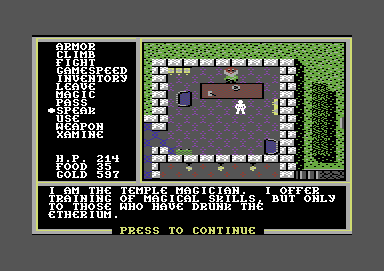 ARMOR
CLIMB
FIGHT
GAMESPEED
INVENTORY
LEAVE
MAGIC
PASS
SPEAK
USE
WEAPON
XAMINE
H.P. 214
FOOD 35
GOLD 597
I AM THE TEMPLE MAGICIAN. I OFFER
TRAINING OF MAGICAL SKILLS, BUT ONLY
TO THOSE WHO HAVE DRUNK THE
ETHERIUM.
PRESS TO CONTINUE